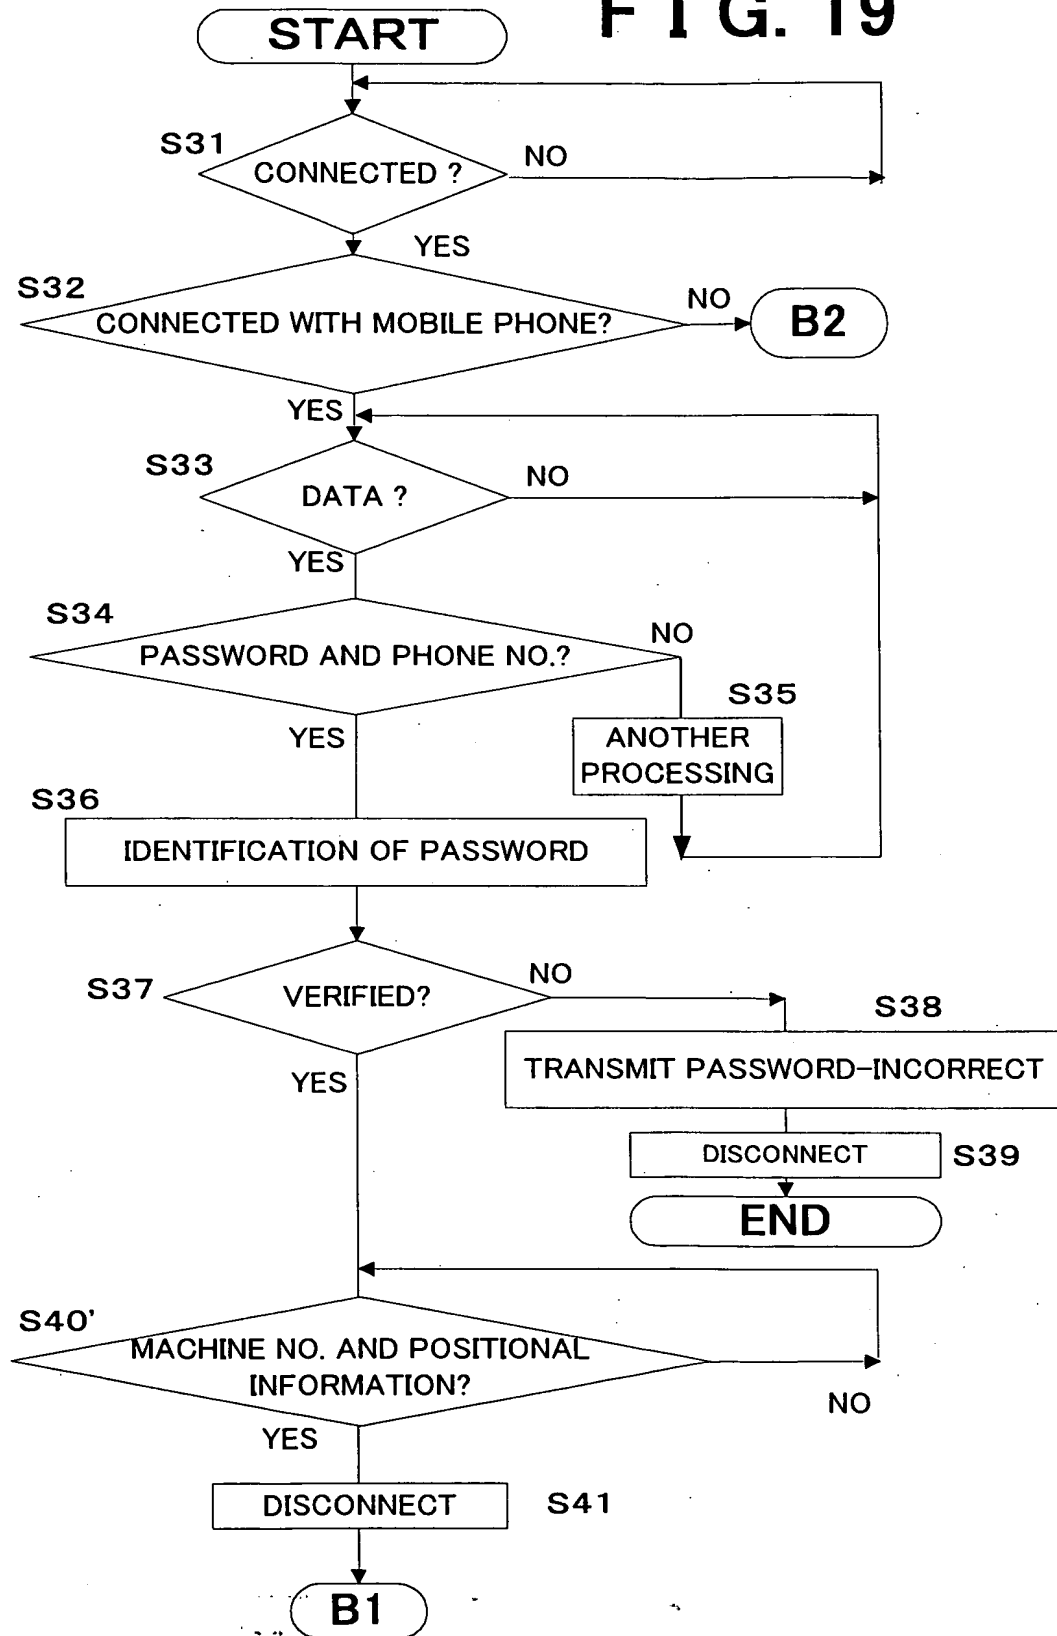 F I G. 19
START
S31
CONNECTED ?
NO
YES
S32
CONNECTED WITH MOBILE PHONE?
NO
B2
YES
S33
DATA ?
NO
YES
S34
PASSWORD AND PHONE NO.?
NO
S35
YES
ANOTHER
PROCESSING
S36
IDENTIFICATION OF PASSWORD
S37
VERIFIED?
NO
S38
TRANSMIT PASSWORD-INCORRECT
YES
DISCONNECT
S39
END
S40'
MACHINE NO. AND POSITIONAL
INFORMATION?
NO
YES
DISCONNECT
S41
B1